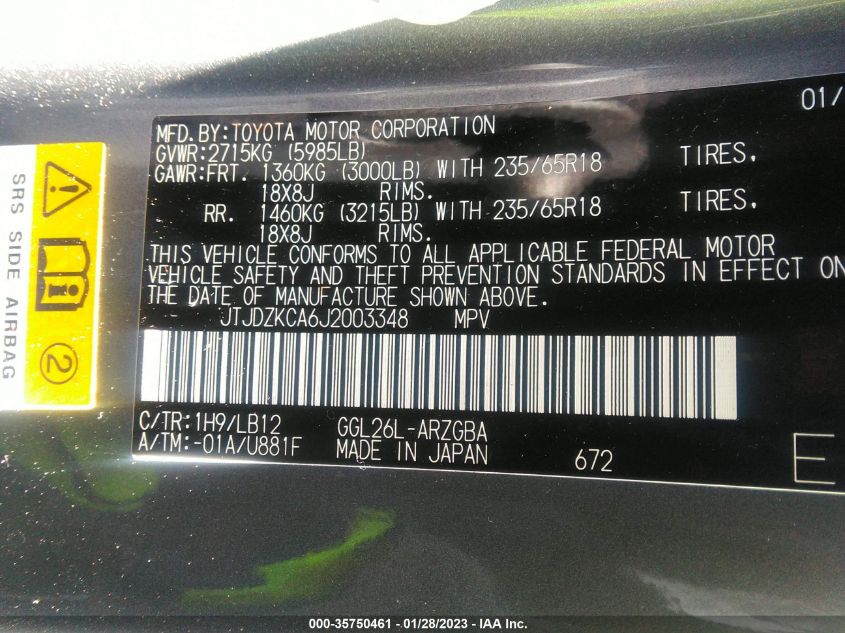 01/
MFD.BY:TOYOTA MOTOR CORPORATION
GVWR:2715KG (5985LB)
GAWR:FRT. 1360KG (3000LB) WITH 235/65R18 TIRES,
18X8J RIMS.
RR. 1460KG (3215LB) WITH 235/65R18 TIRES,
18X8J RIMS.
THIS VEHICLE CONFORMS TO ALL APPLICABLE FEDERAL MOTOR
VEHICLE SAFETY AND THEFT PREVENTION STANDARDS IN EFFECT ON
THE DATE OF MANUFACTURE SHOWN ABOVE.
JTJDZKCA6J2003348 MPV
C/TR:1H9/LB12 GGL26L-ARZGBA
A/TM:-01A/U881F MADE IN JAPAN 672 E
SRS SIDE AIRBAG
2
000-35750461 - 01/28/2023 - IAA Inc.